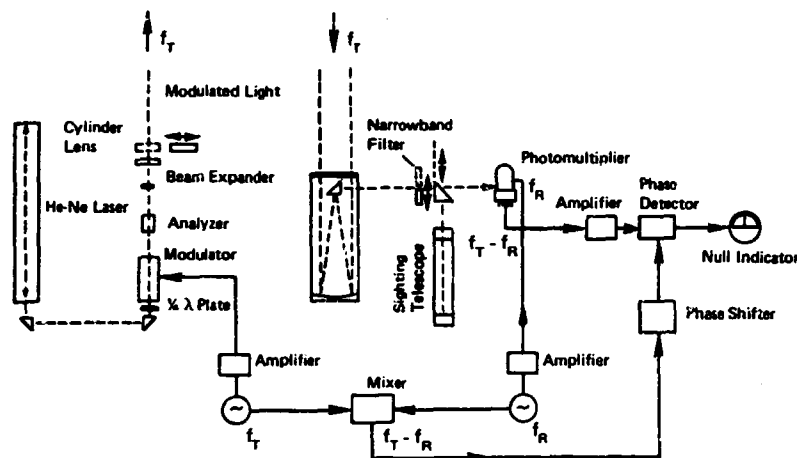 f_T
f_T
Modulated Light
Cylinder
Lens
Narrowband
Filter
Photomultiplier
Beam Expander
He-Ne Laser
Analyzer
Modulator
¼ λ Plate
f_R
Amplifier
Phase
Detector
f_T - f_R
Null Indicator
Sighting
Telescope
Phase Shifter
Amplifier
Mixer
Amplifier
~
~
f_T
f_T - f_R
f_R